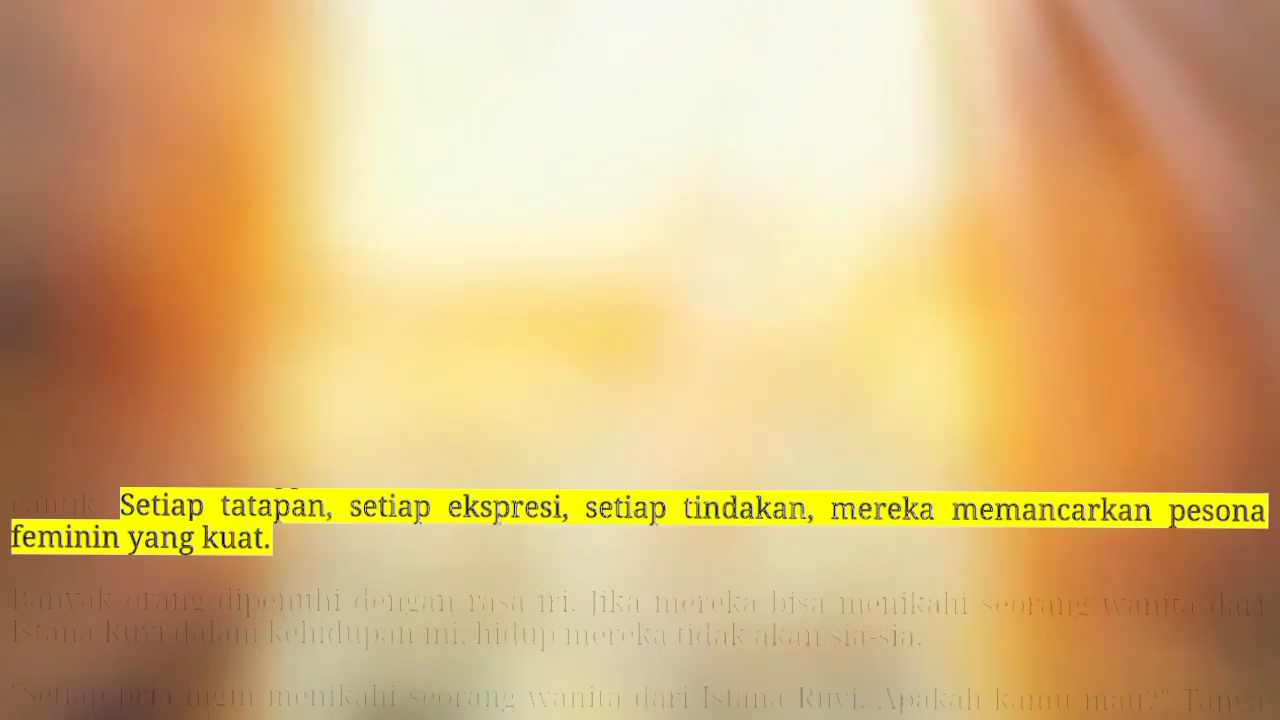 cantik. Setiap tatapan, setiap ekspresi, setiap tindakan, mereka memancarkan pesona
feminin yang kuat.
Banyak orang dipenuhi dengan rasa iri. Jika mereka bisa menikahi seorang wanita dari
Istana Ruyi dalam kehidupan ini, hidup mereka tidak akan sia-sia.
"Setiap pria ingin menikahi seorang wanita dari Istana Ruyi. Apakah kamu mau?" Tanya